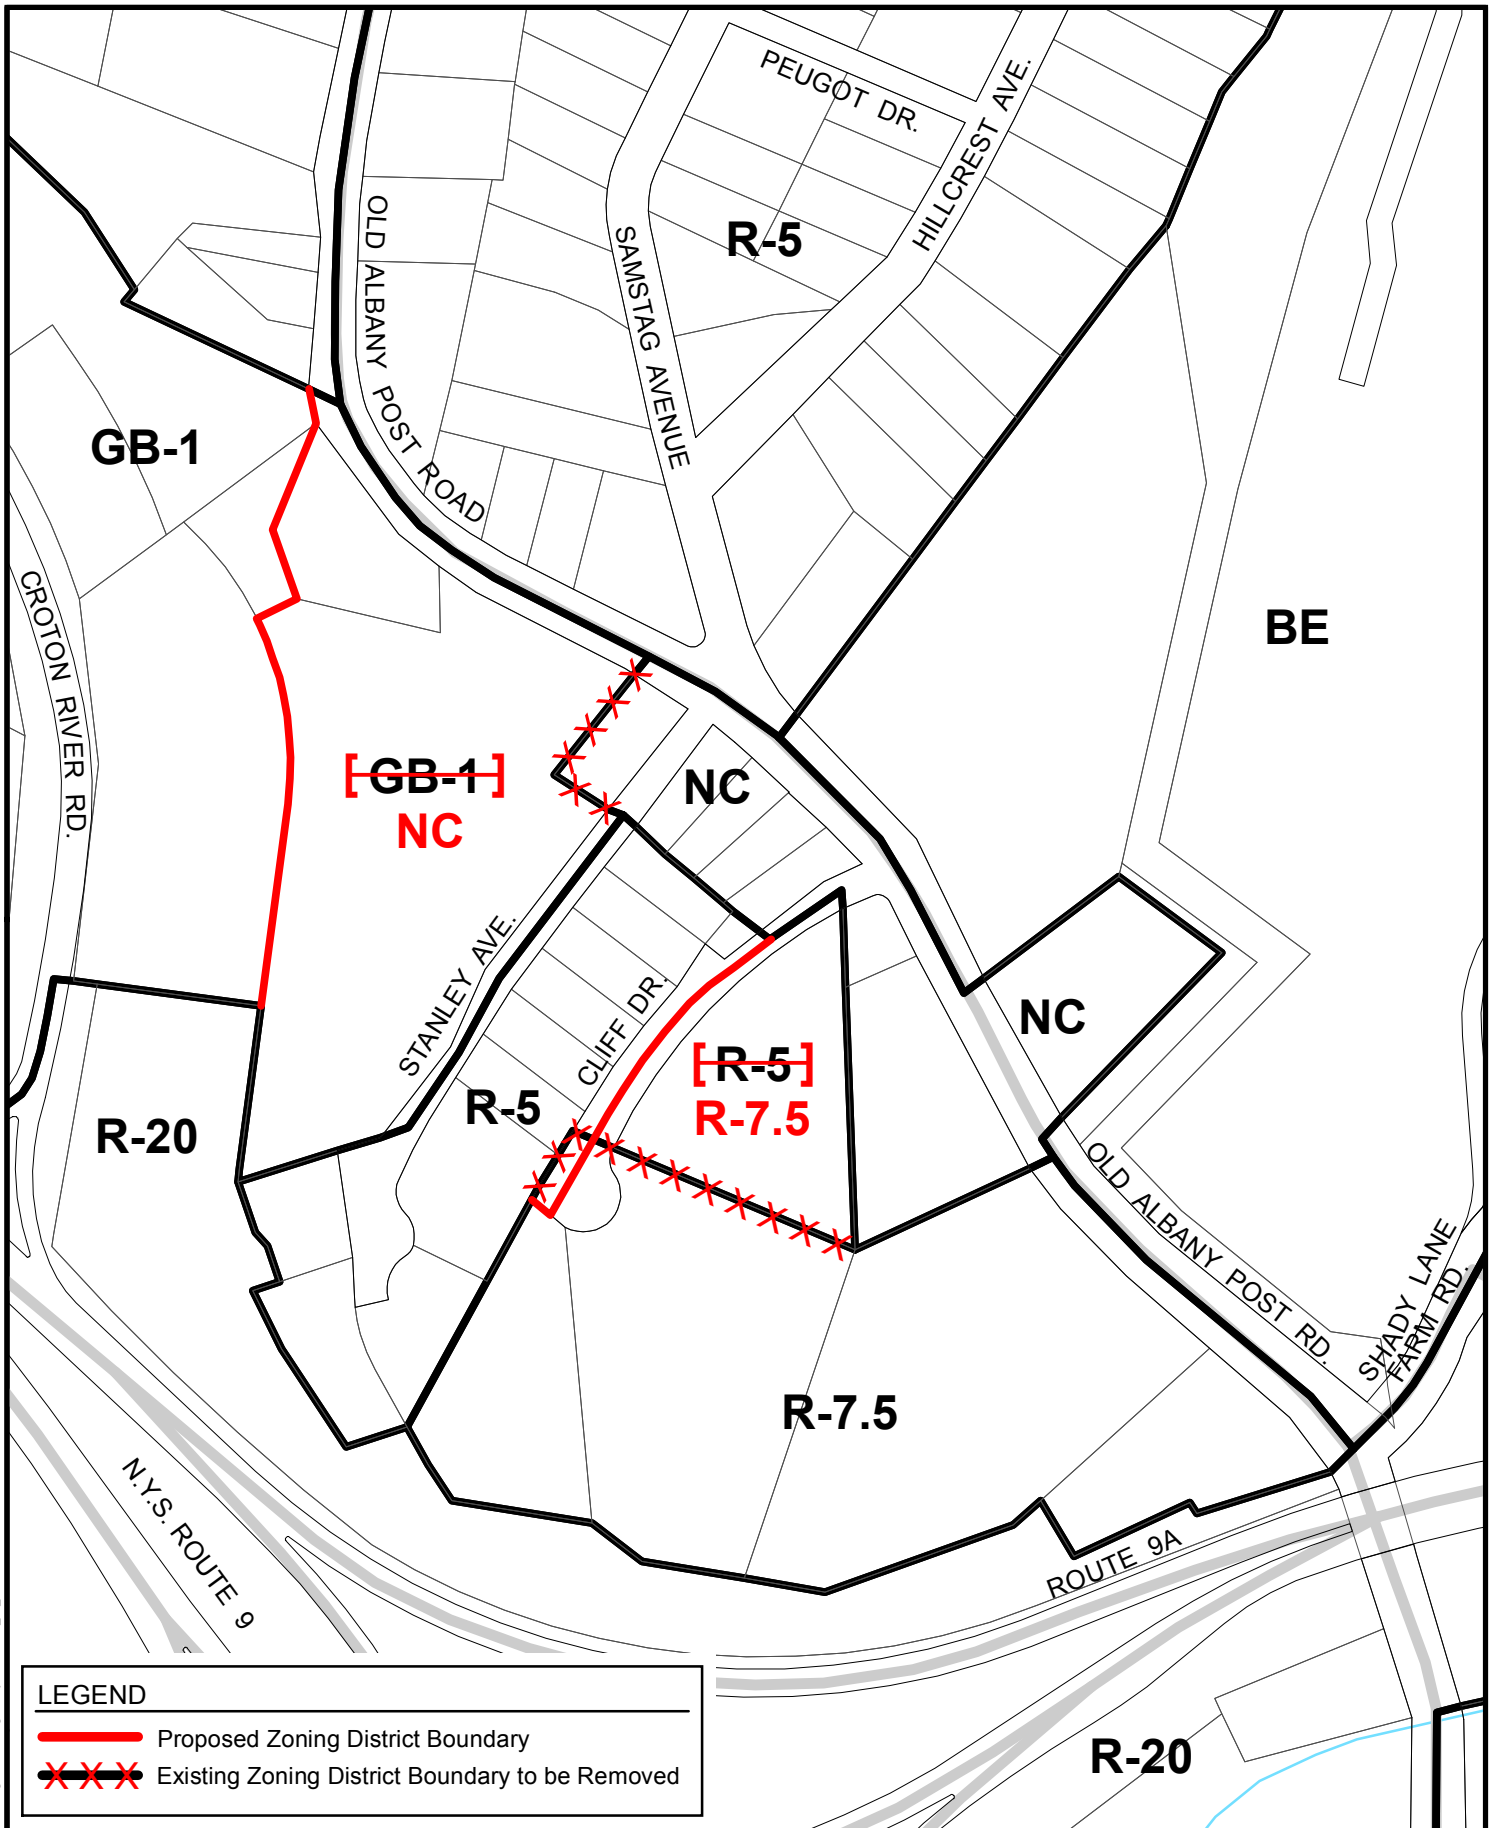 PEUGOT DR.
HILLCREST AVE.
OLD ALBANY POST ROAD
SAMSTAG AVENUE
R-5
GB-1
CROTON RIVER RD.
BE
[GB-1]
NC
NC
STANLEY AVE.
CLIFF DR.
NC
[R-5]
R-7.5
R-5
R-20
OLD ALBANY POST RD.
SHADY LANE
FARM RD.
R-7.5
N.Y.S. ROUTE 9
ROUTE 9A
R-20
LEGEND
Proposed Zoning District Boundary
Existing Zoning District Boundary to be Removed